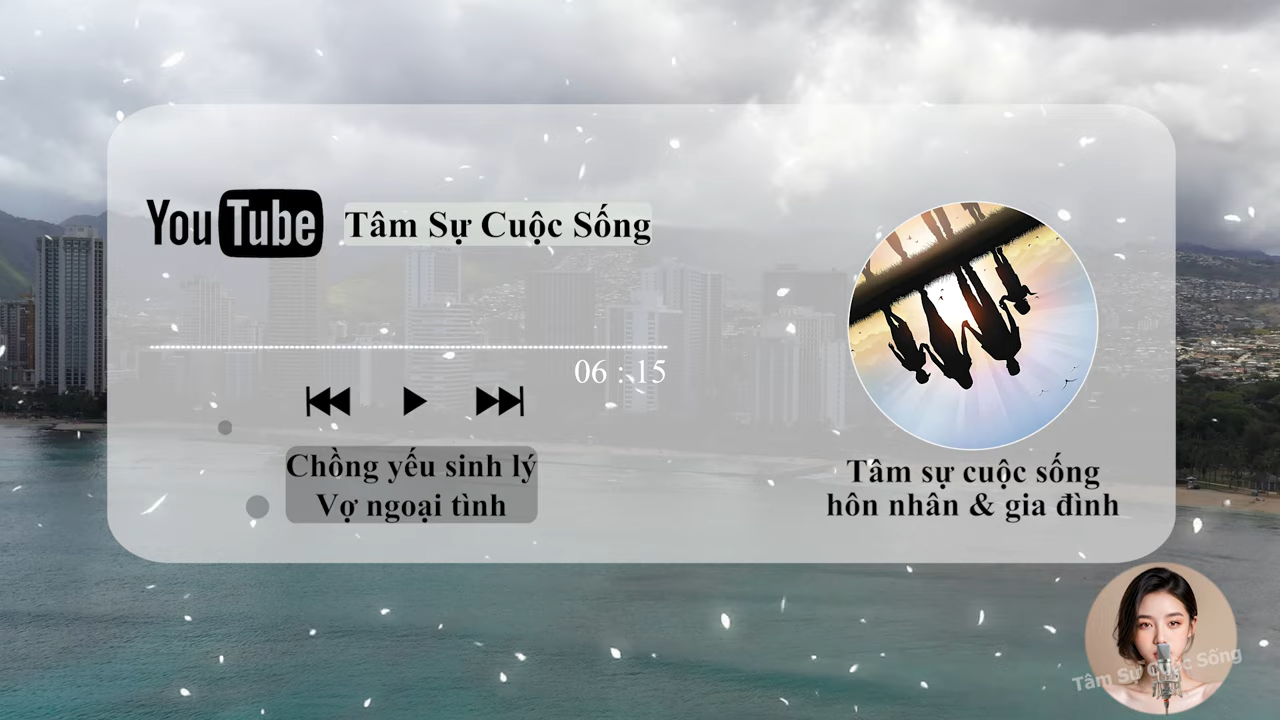 YouTube
Tâm Sự Cuộc Sống
06 : 15
Chồng yếu sinh lý
Vợ ngoại tình
Tâm sự cuộc sống
hôn nhân & gia đình
Tâm Sự Cuộc Sống